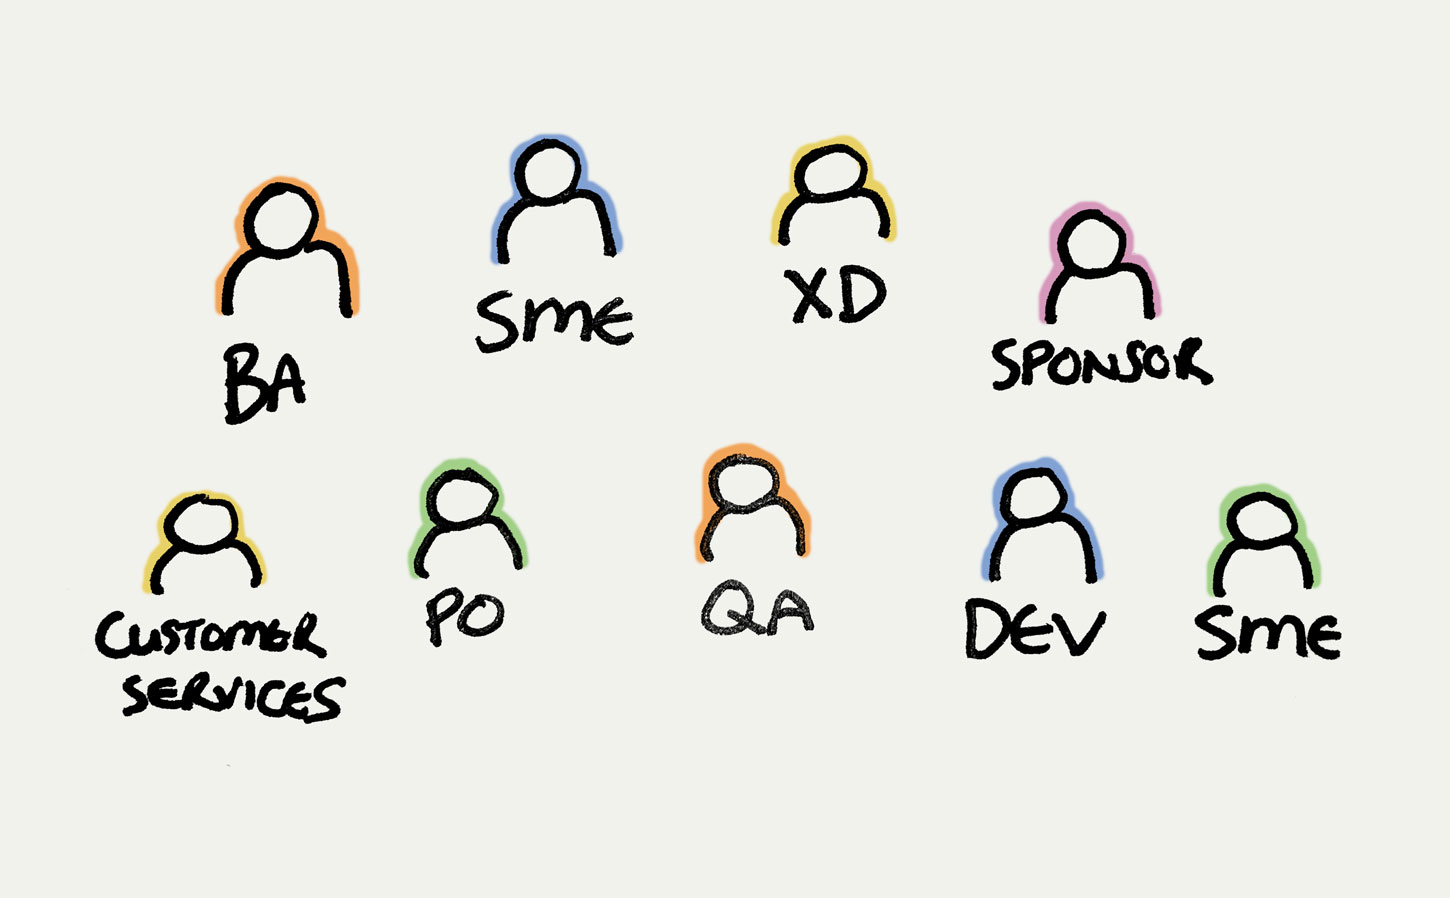 BA
SME
XD
SPONSOR
CUSTOMER
SERVICES
PO
QA
DEV
SME